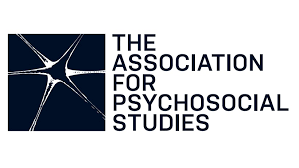 THE
ASSOCIATION
FOR
PSYCHOSOCIAL
STUDIES